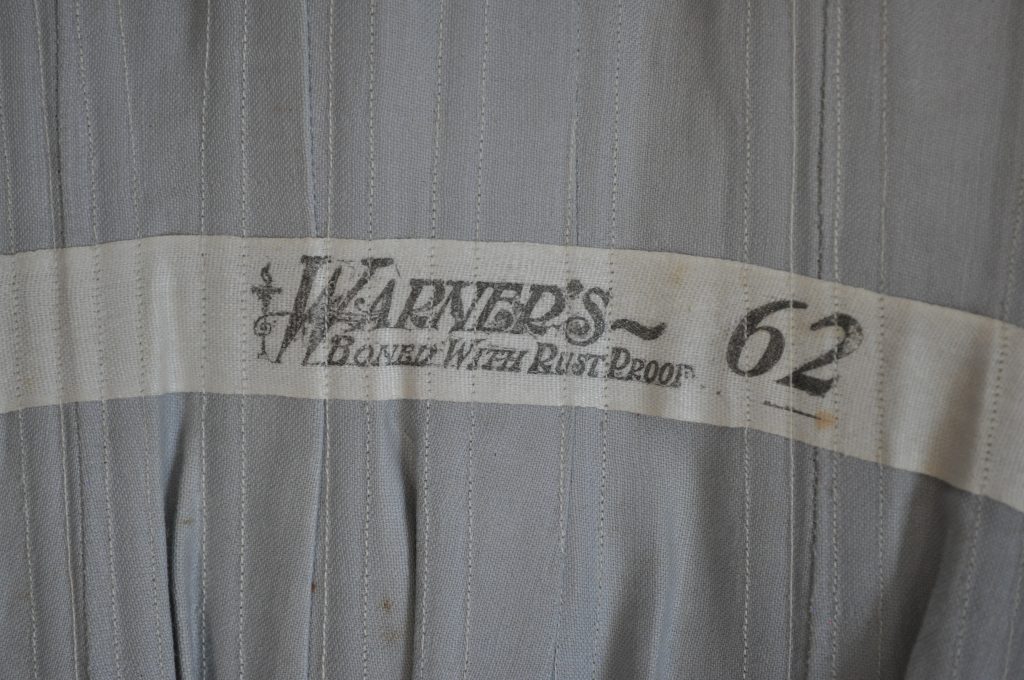 WARNER'S~ 62
BONED WITH RUST-PROOF